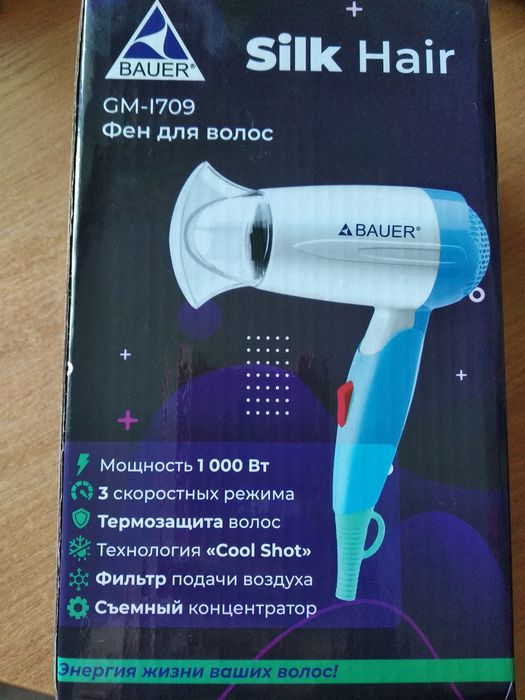 BAUER®
Silk Hair
GM-I709
Фен для волос
BAUER®
Мощность 1 000 Вт
3 скоростных режима
Термозащита волос
Технология «Cool Shot»
Фильтр подачи воздуха
Съемный концентратор
Энергия жизни ваших волос!